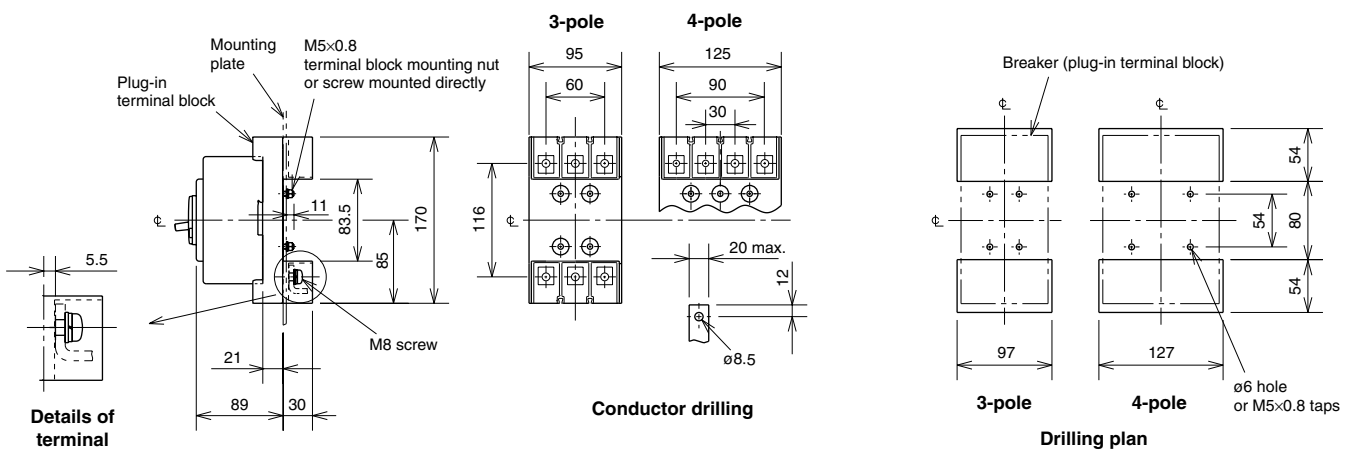 3-pole
4-pole
95
125
60
90
30
Mounting
plate
M5×0.8
terminal block mounting nut
or screw mounted directly
Plug-in
terminal block
Breaker (plug-in terminal block)
℄
℄
℄
℄
11
83.5
170
85
116
54
54
80
54
5.5
20 max.
12
M8 screw
ø8.5
21
89
30
97
127
ø6 hole
or M5×0.8 taps
Details of
terminal
Conductor drilling
3-pole
4-pole
Drilling plan